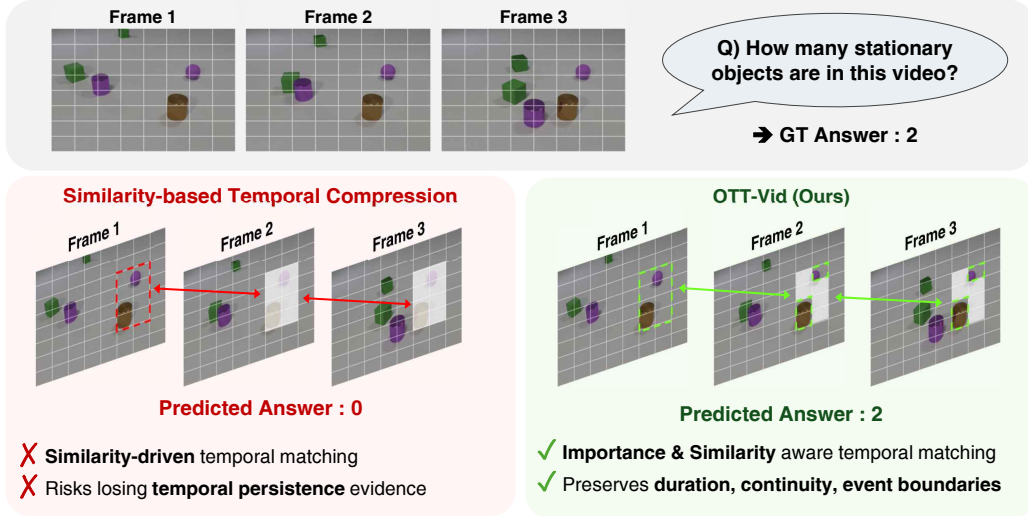 Frame 1
Frame 2
Frame 3
Q) How many stationary
objects are in this video?
➔ GT Answer : 2
Similarity-based Temporal Compression
Frame 1
Frame 2
Frame 3
Predicted Answer : 0
✗ Similarity-driven temporal matching
✗ Risks losing temporal persistence evidence
OTT-Vid (Ours)
Frame 1
Frame 2
Frame 3
Predicted Answer : 2
✓ Importance & Similarity aware temporal matching
✓ Preserves duration, continuity, event boundaries